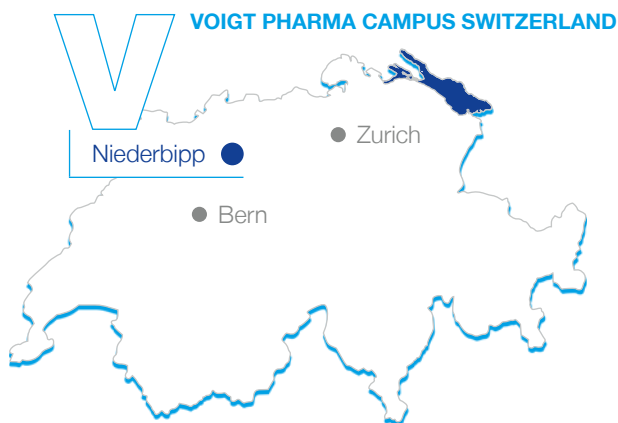 V
VOIGT PHARMA CAMPUS SWITZERLAND
Zurich
Niederbipp
Bern